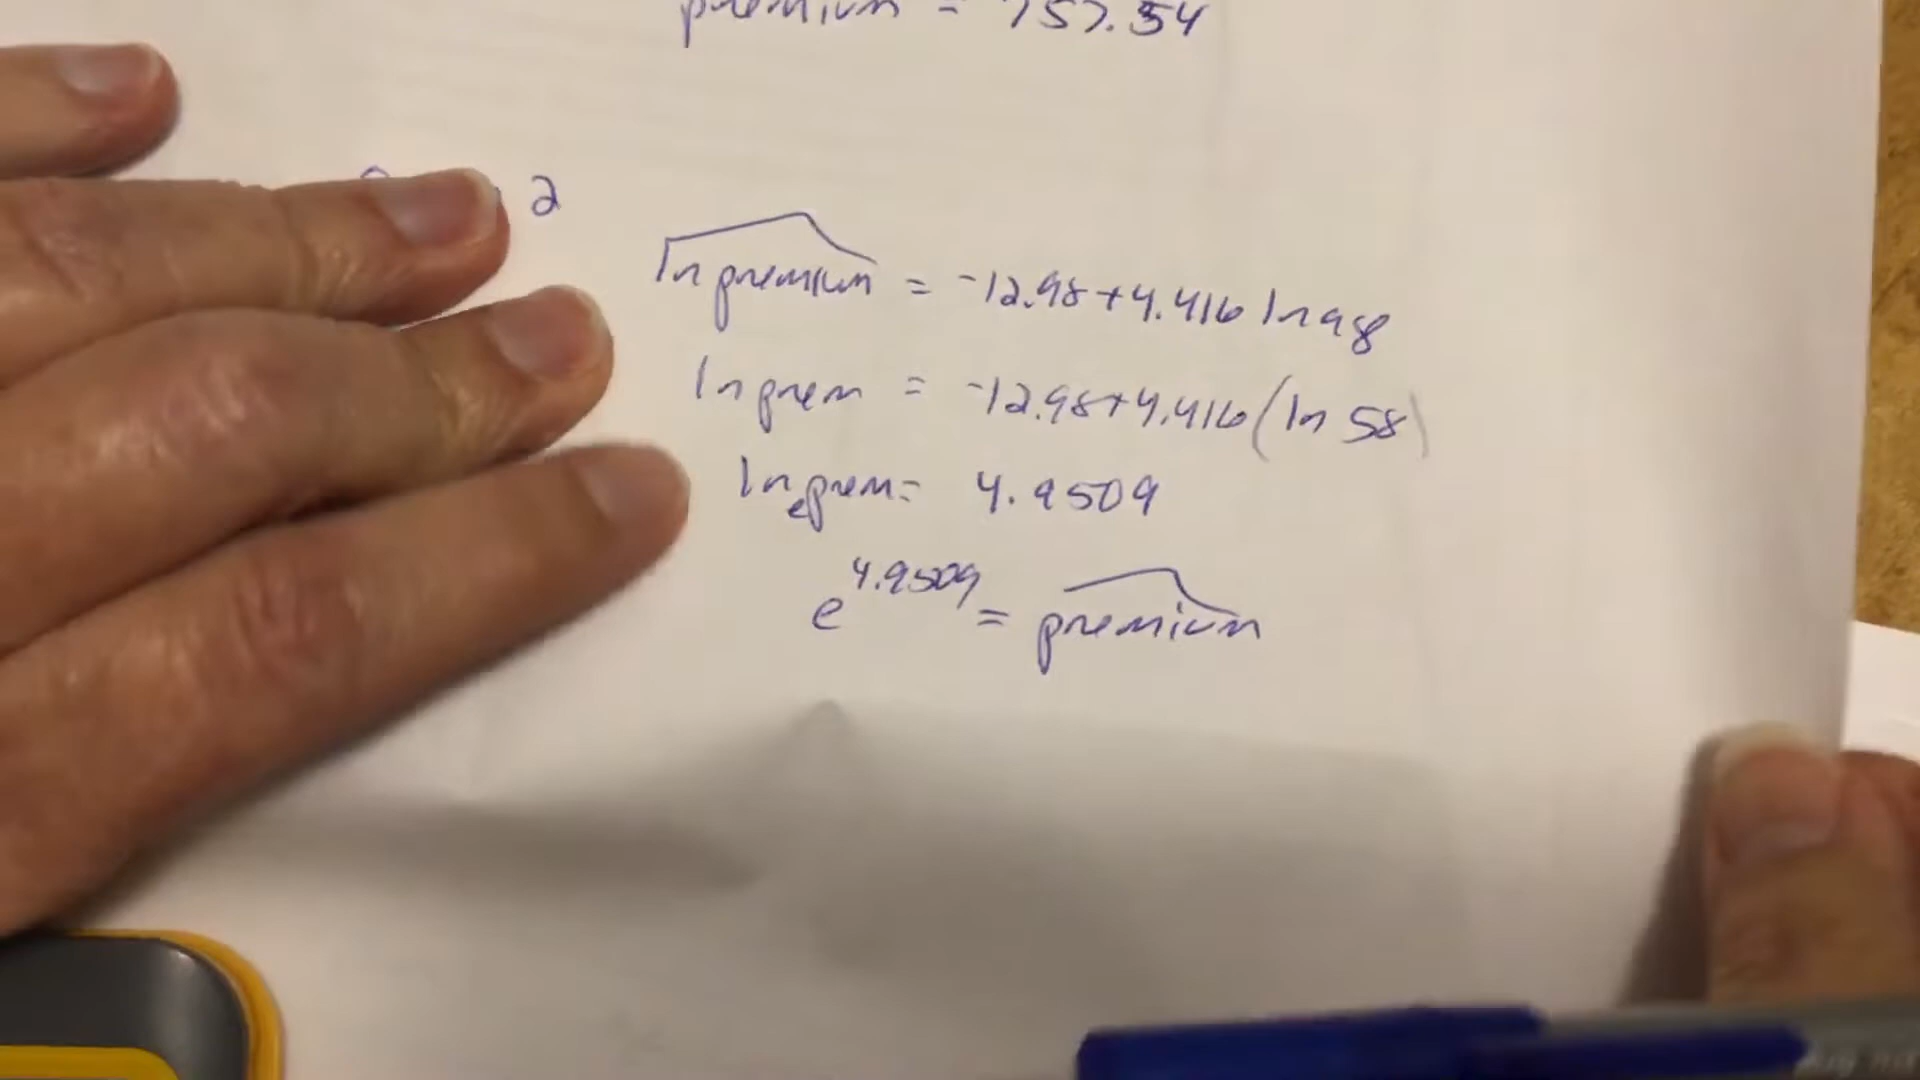 premium = 757.54
2
ln premium = -12.98+4.416 ln age
ln prem = -12.98+4.416 (ln 58)
ln e prem = 4.9509
e^4.9509 = premium